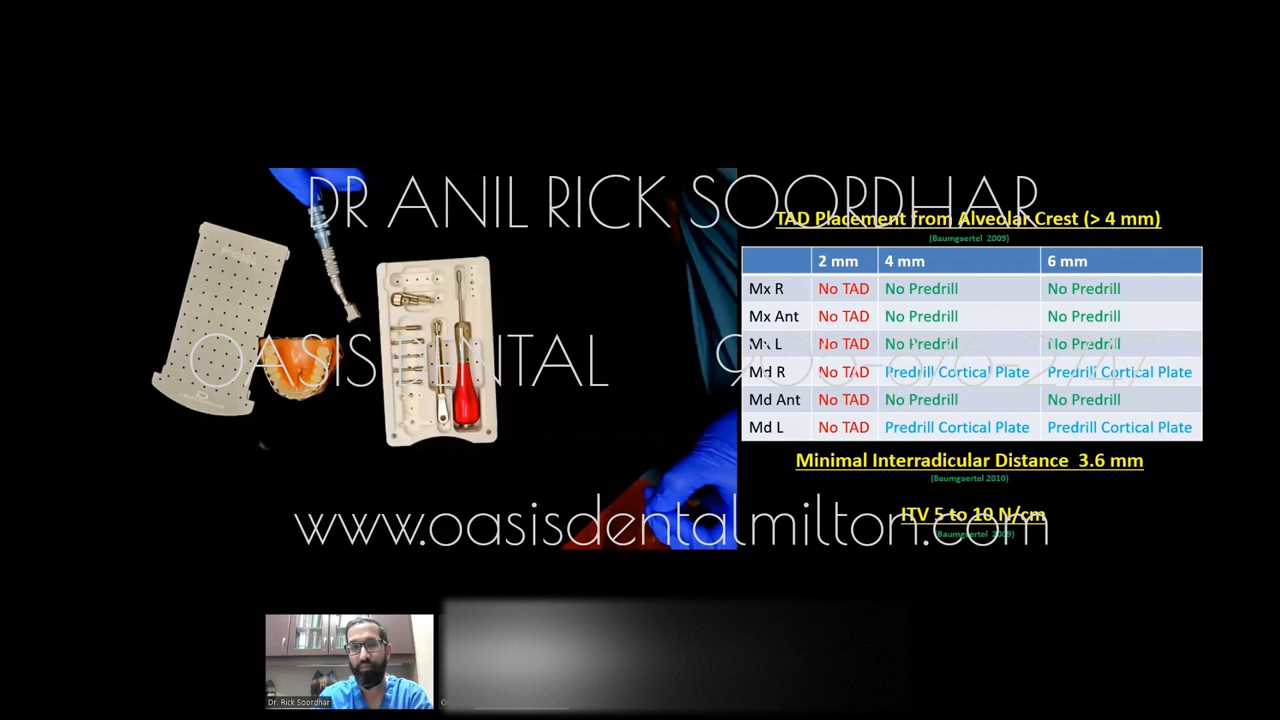 DR ANIL RICK SOORDHAR
TAD Placement from Alveolar Crest (> 4 mm)
(Baumgaertel 2009)
2 mm 4 mm 6 mm
Mx R No TAD No Predrill No Predrill
Mx Ant No TAD No Predrill No Predrill
Mx L No TAD No Predrill No Predrill
OASIS DENTAL
Md R No TAD Predrill Cortical Plate Predrill Cortical Plate
Md Ant No TAD No Predrill No Predrill
Md L No TAD Predrill Cortical Plate Predrill Cortical Plate
Minimal Interradicular Distance 3.6 mm
(Baumgaertel 2010)
ITV 5 to 10 N/cm
www.oasisdentalmilton.com
(Baumgaertel 2009)
Dr. Rick Soordhar